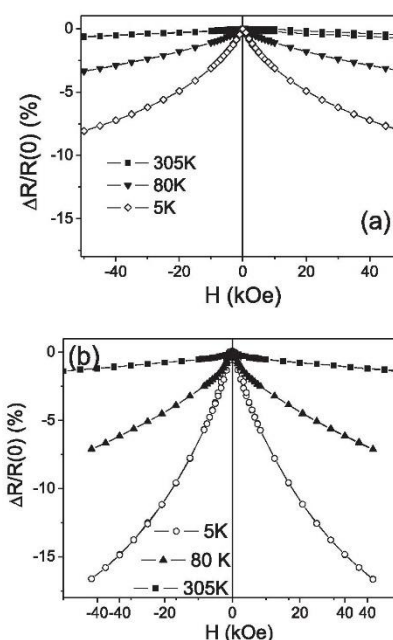 0
-5
-10
-15
ΔR/R(0) (%)
305K
80K
5K
(a)
-40 -20 0 20 40
H (kOe)
(b)
0
-5
-10
-15
ΔR/R(0) (%)
5K
80 K
305K
-40 -40 -20 0 20 40 40
H (kOe)